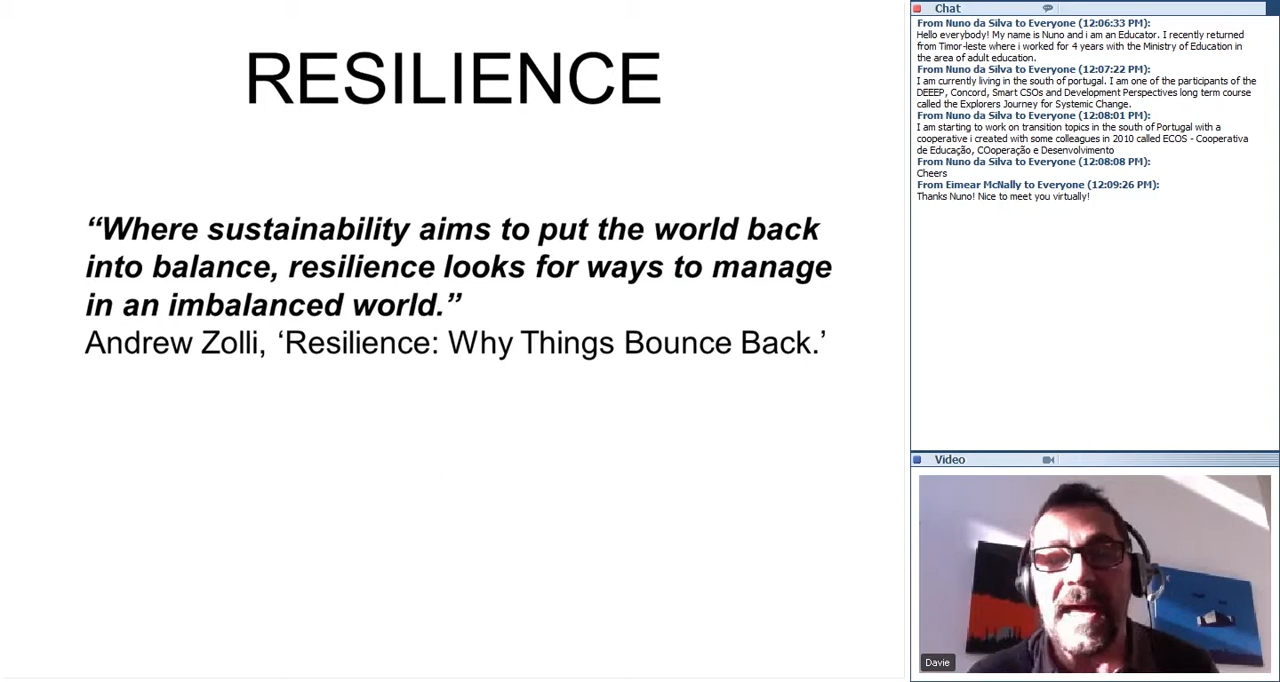 RESILIENCE
“Where sustainability aims to put the world back
into balance, resilience looks for ways to manage
in an imbalanced world.”
Andrew Zolli, ‘Resilience: Why Things Bounce Back.’
Chat
From Nuno da Silva to Everyone (12:06:33 PM):
Hello everybody! My name is Nuno and i am an Educator. I recently returned
from Timor-leste where i worked for 4 years with the Ministry of Education in
the area of adult education.
From Nuno da Silva to Everyone (12:07:22 PM):
I am currently living in the south of portugal. I am one of the participants of the
DEEEP, Concord, Smart CSOs and Development Perspectives long term course
called the Explorers Journey for Systemic Change.
From Nuno da Silva to Everyone (12:08:01 PM):
I am starting to work on transition topics in the south of Portugal with a
cooperative i created with some colleagues in 2010 called ECOS - Cooperativa
de Educação, COoperação e Desenvolvimento
From Nuno da Silva to Everyone (12:08:08 PM):
Cheers
From Eimear McNally to Everyone (12:09:26 PM):
Thanks Nuno! Nice to meet you virtually!
Video
Davie